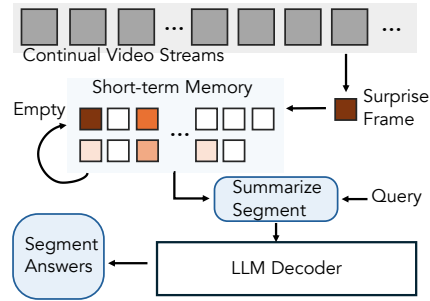 ...
...
Continual Video Streams
Short-term Memory
Empty
Surprise
Frame
...
Summarize
Segment
Query
Segment
Answers
LLM Decoder